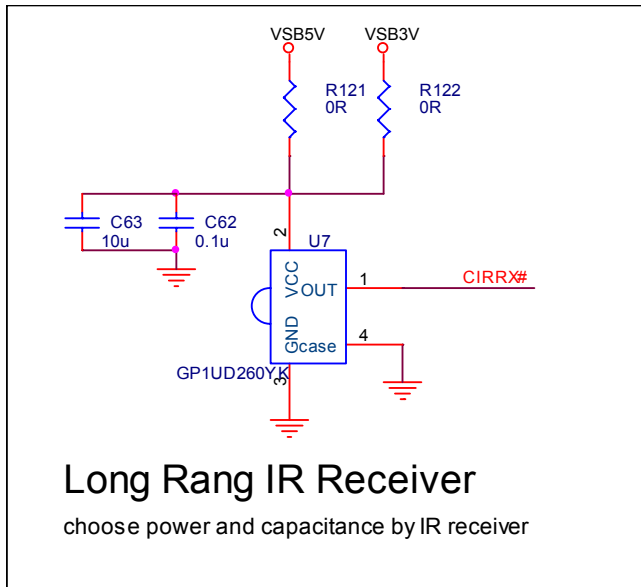 VSB5V VSB3V
R121 R122
0R 0R
C63 C62
10u 0.1u
2 U7
VCC
OUT 1 CIRRX#
GND case 4
GP1UD260YK
3
Long Rang IR Receiver
choose power and capacitance by IR receiver